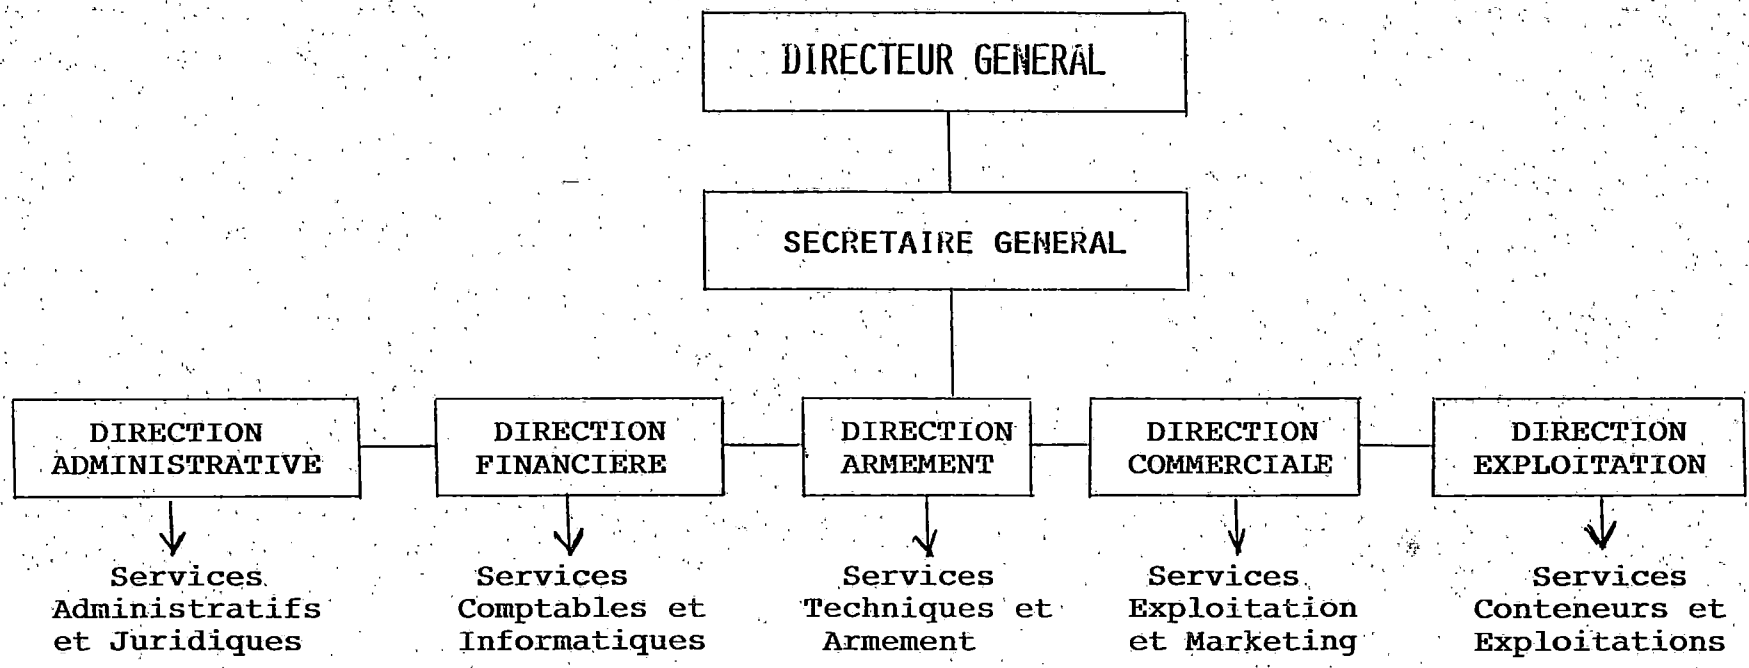 DIRECTEUR GENERAL
SECRETAIRE GENERAL
DIRECTION
ADMINISTRATIVE
DIRECTION
FINANCIERE
DIRECTION
ARMEMENT
DIRECTION
COMMERCIALE
DIRECTION
EXPLOITATION
Services
Administratifs
et Juridiques
Services
Comptables et
Informatiques
Services
Techniques et
Armement
Services
Exploitation
et Marketing
Services
Conteneurs et
Exploitations